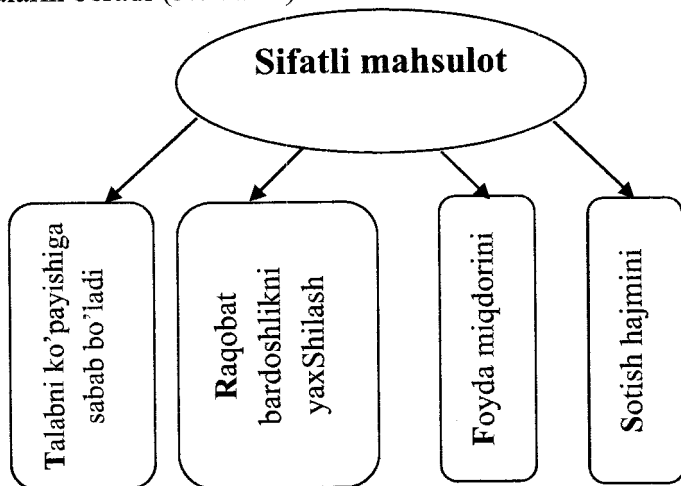 Sifatli mahsulot
Talabni ko'payishiga
sabab bo'ladi
Raqobat
bardoshlikni
yaxShilash
Foyda miqdorini
Sotish hajmini